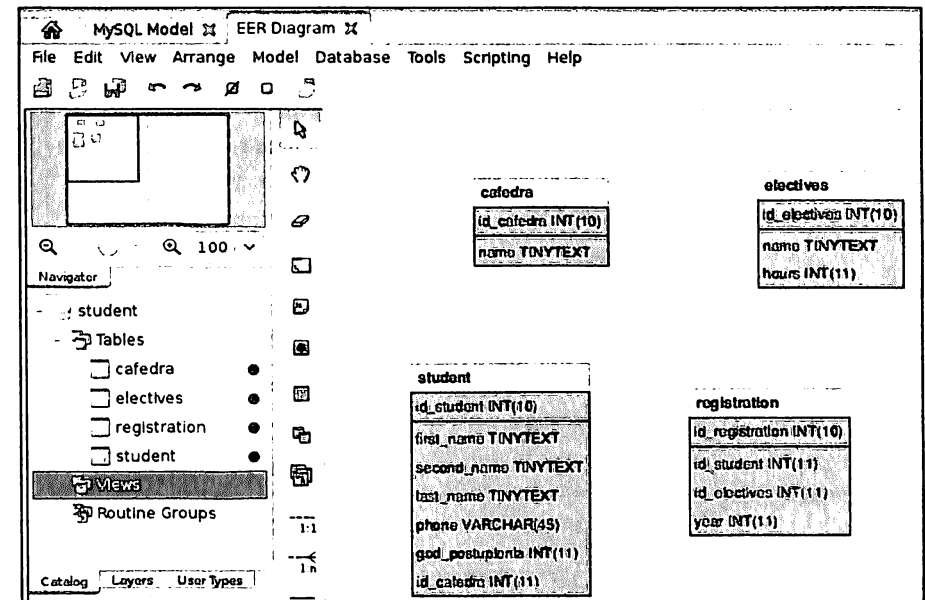 MySQL Model EER Diagram
File Edit View Arrange Model Database Tools Scripting Help
100
Navigator
student
Tables
cafedra
electives
registration
student
Views
Routine Groups
1:1
1:n
Catalog Layers User Types
cafedra
id_cafedra INT(10)
name TINYTEXT
electives
id_electives INT(10)
name TINYTEXT
hours INT(11)
student
id_student INT(10)
first_name TINYTEXT
second_name TINYTEXT
last_name TINYTEXT
phone VARCHAR(45)
god_postuplenia INT(11)
id_cafedra INT(11)
registration
id_registration INT(10)
id_student INT(11)
id_electives INT(11)
year INT(11)